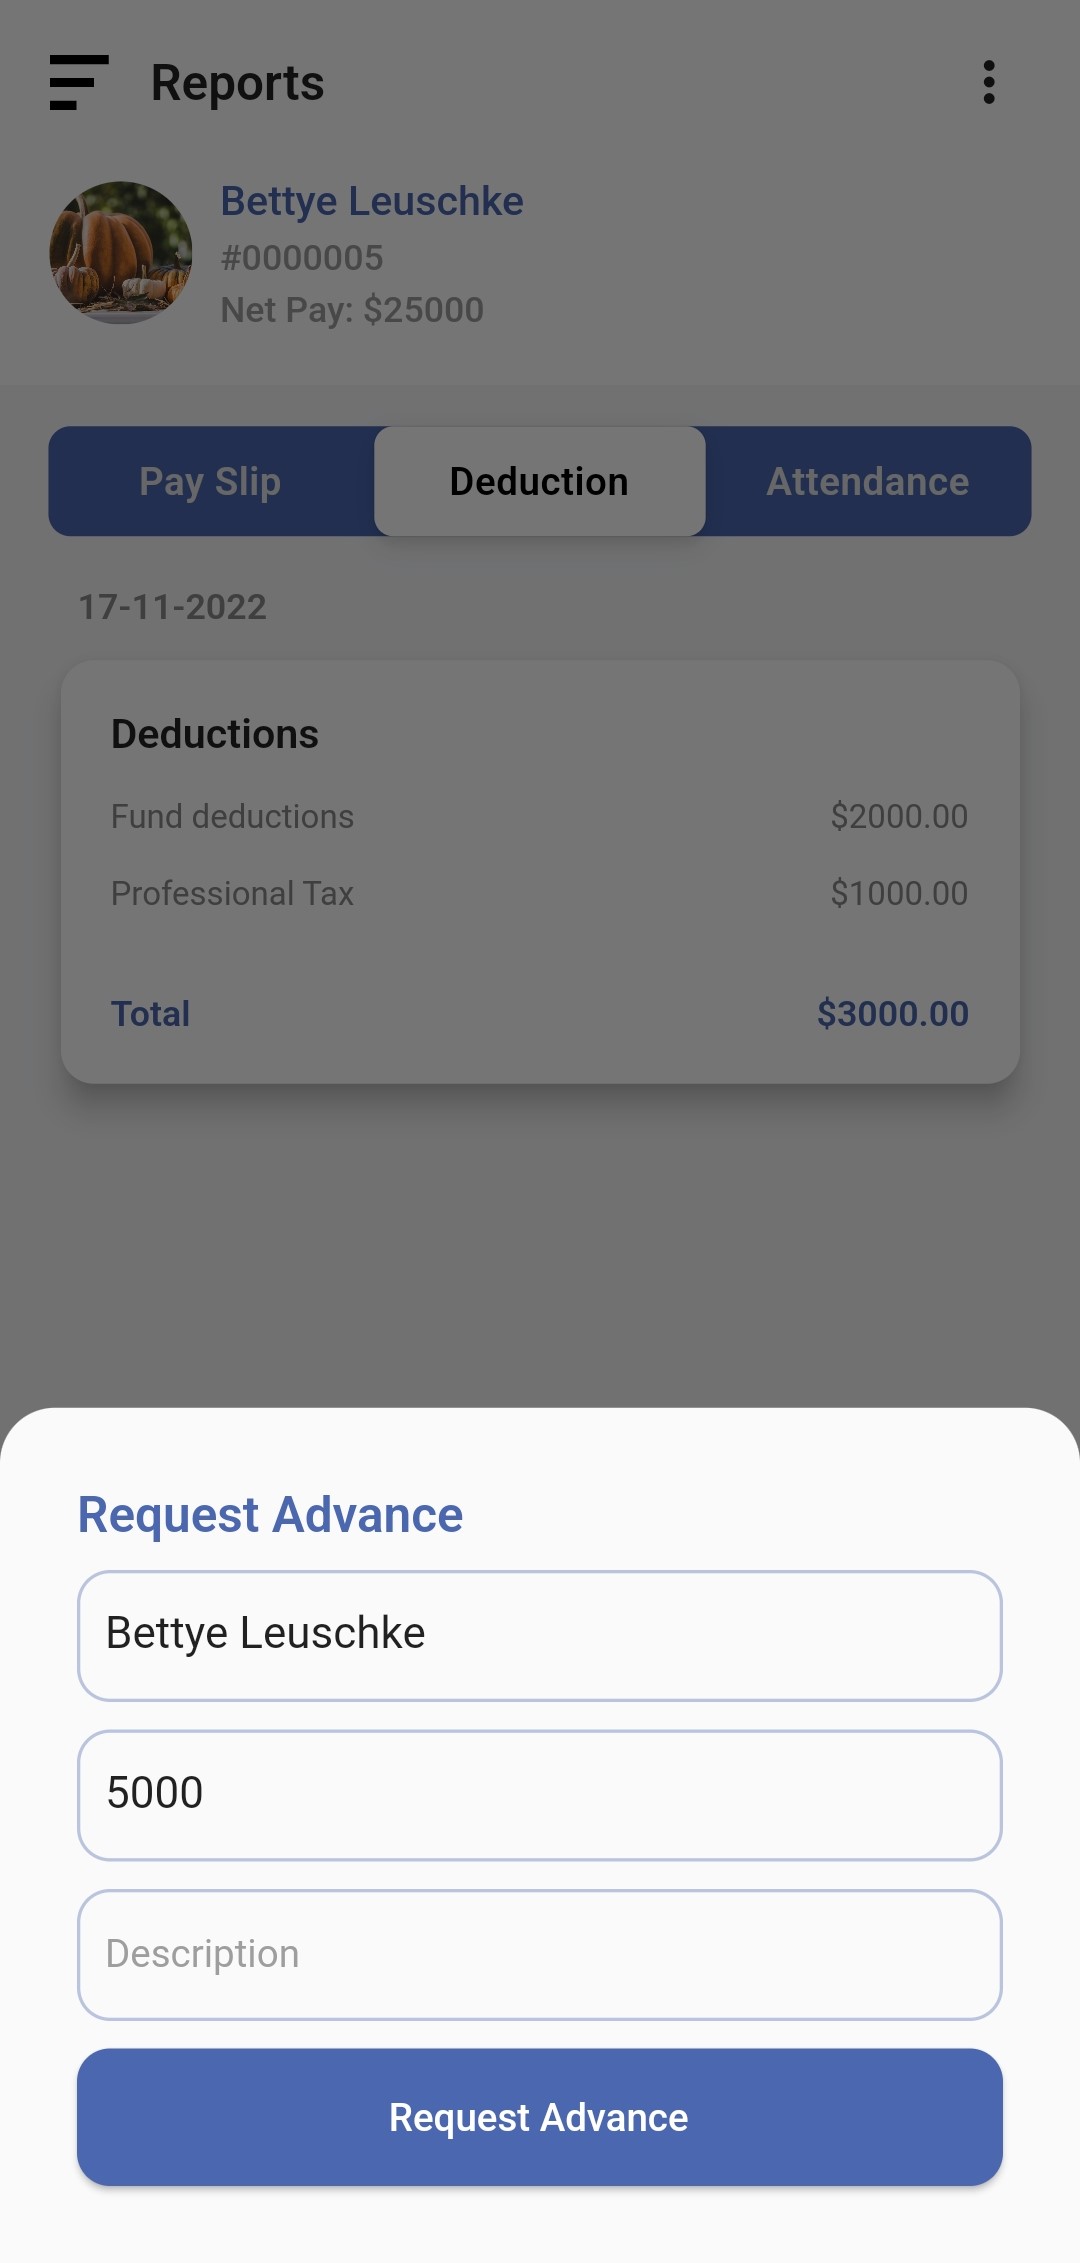 Reports
Bettye Leuschke
#0000005
Net Pay: $25000
Pay Slip Deduction Attendance
17-11-2022
Deductions
Fund deductions $2000.00
Professional Tax $1000.00
Total $3000.00
Request Advance
Bettye Leuschke
5000
Description
Request Advance